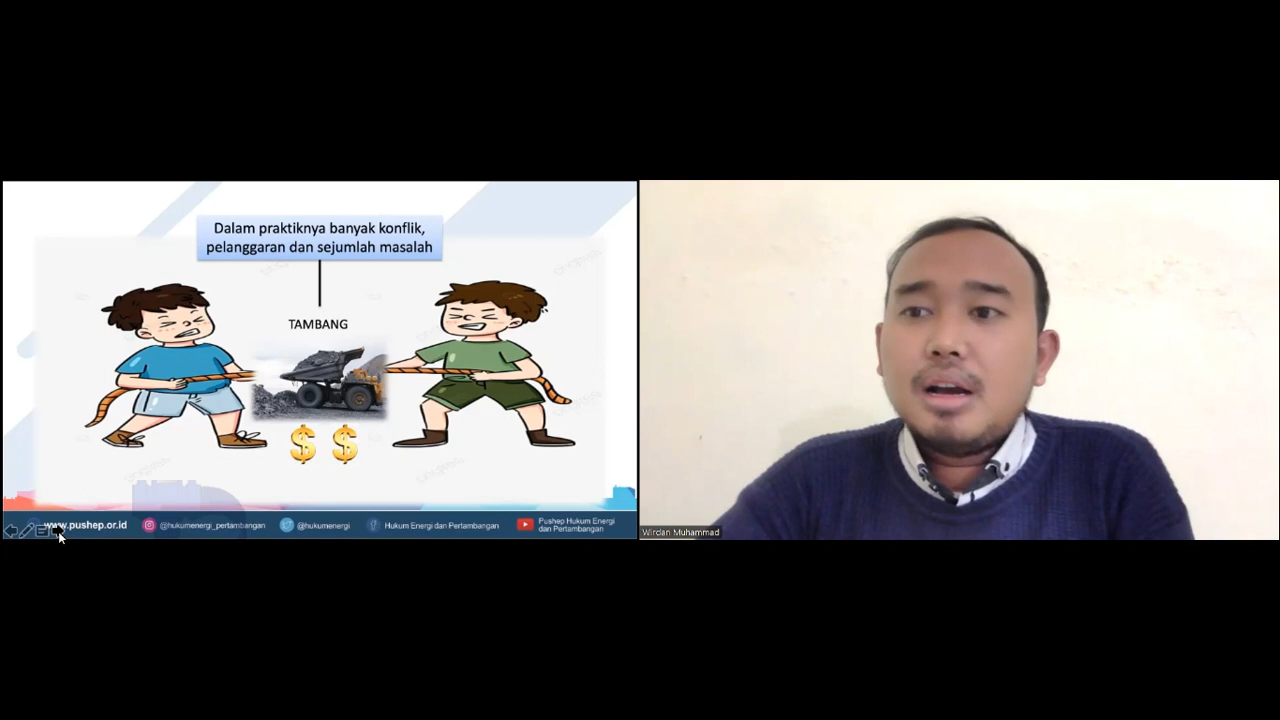 Dalam praktiknya banyak konflik,
pelanggaran dan sejumlah masalah
TAMBANG
www.pushep.or.id
@hukumenergi_pertambangan
@hukumenergi
Hukum Energi dan Pertambangan
Pushep Hukum Energi
dan Pertambangan
Wirdan Muhammad